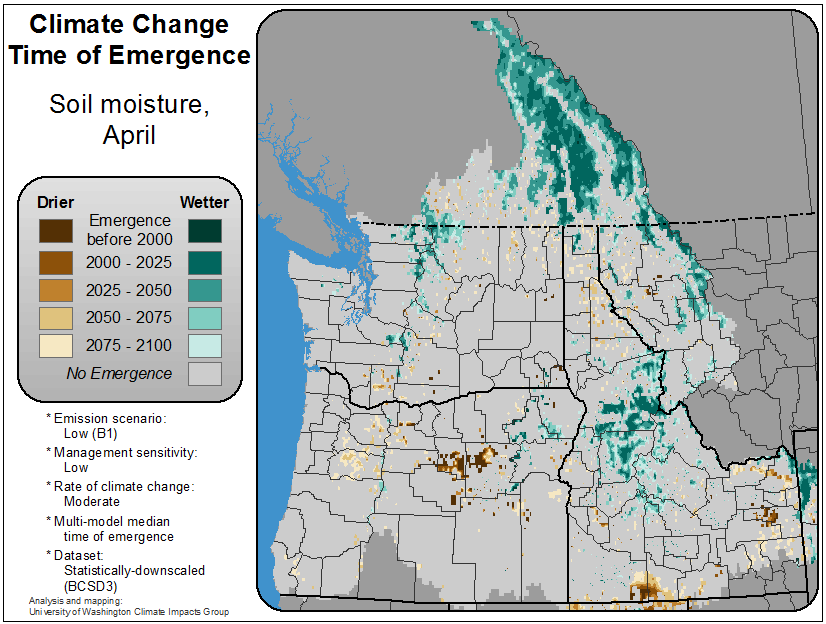 Climate Change
Time of Emergence
Soil moisture,
April
Drier Wetter
Emergence
before 2000
2000 - 2025
2025 - 2050
2050 - 2075
2075 - 2100
No Emergence
* Emission scenario:
Low (B1)
* Management sensitivity:
Low
* Rate of climate change:
Moderate
* Multi-model median
time of emergence
* Dataset:
Statistically-downscaled
(BCSD3)
Analysis and mapping:
University of Washington Climate Impacts Group